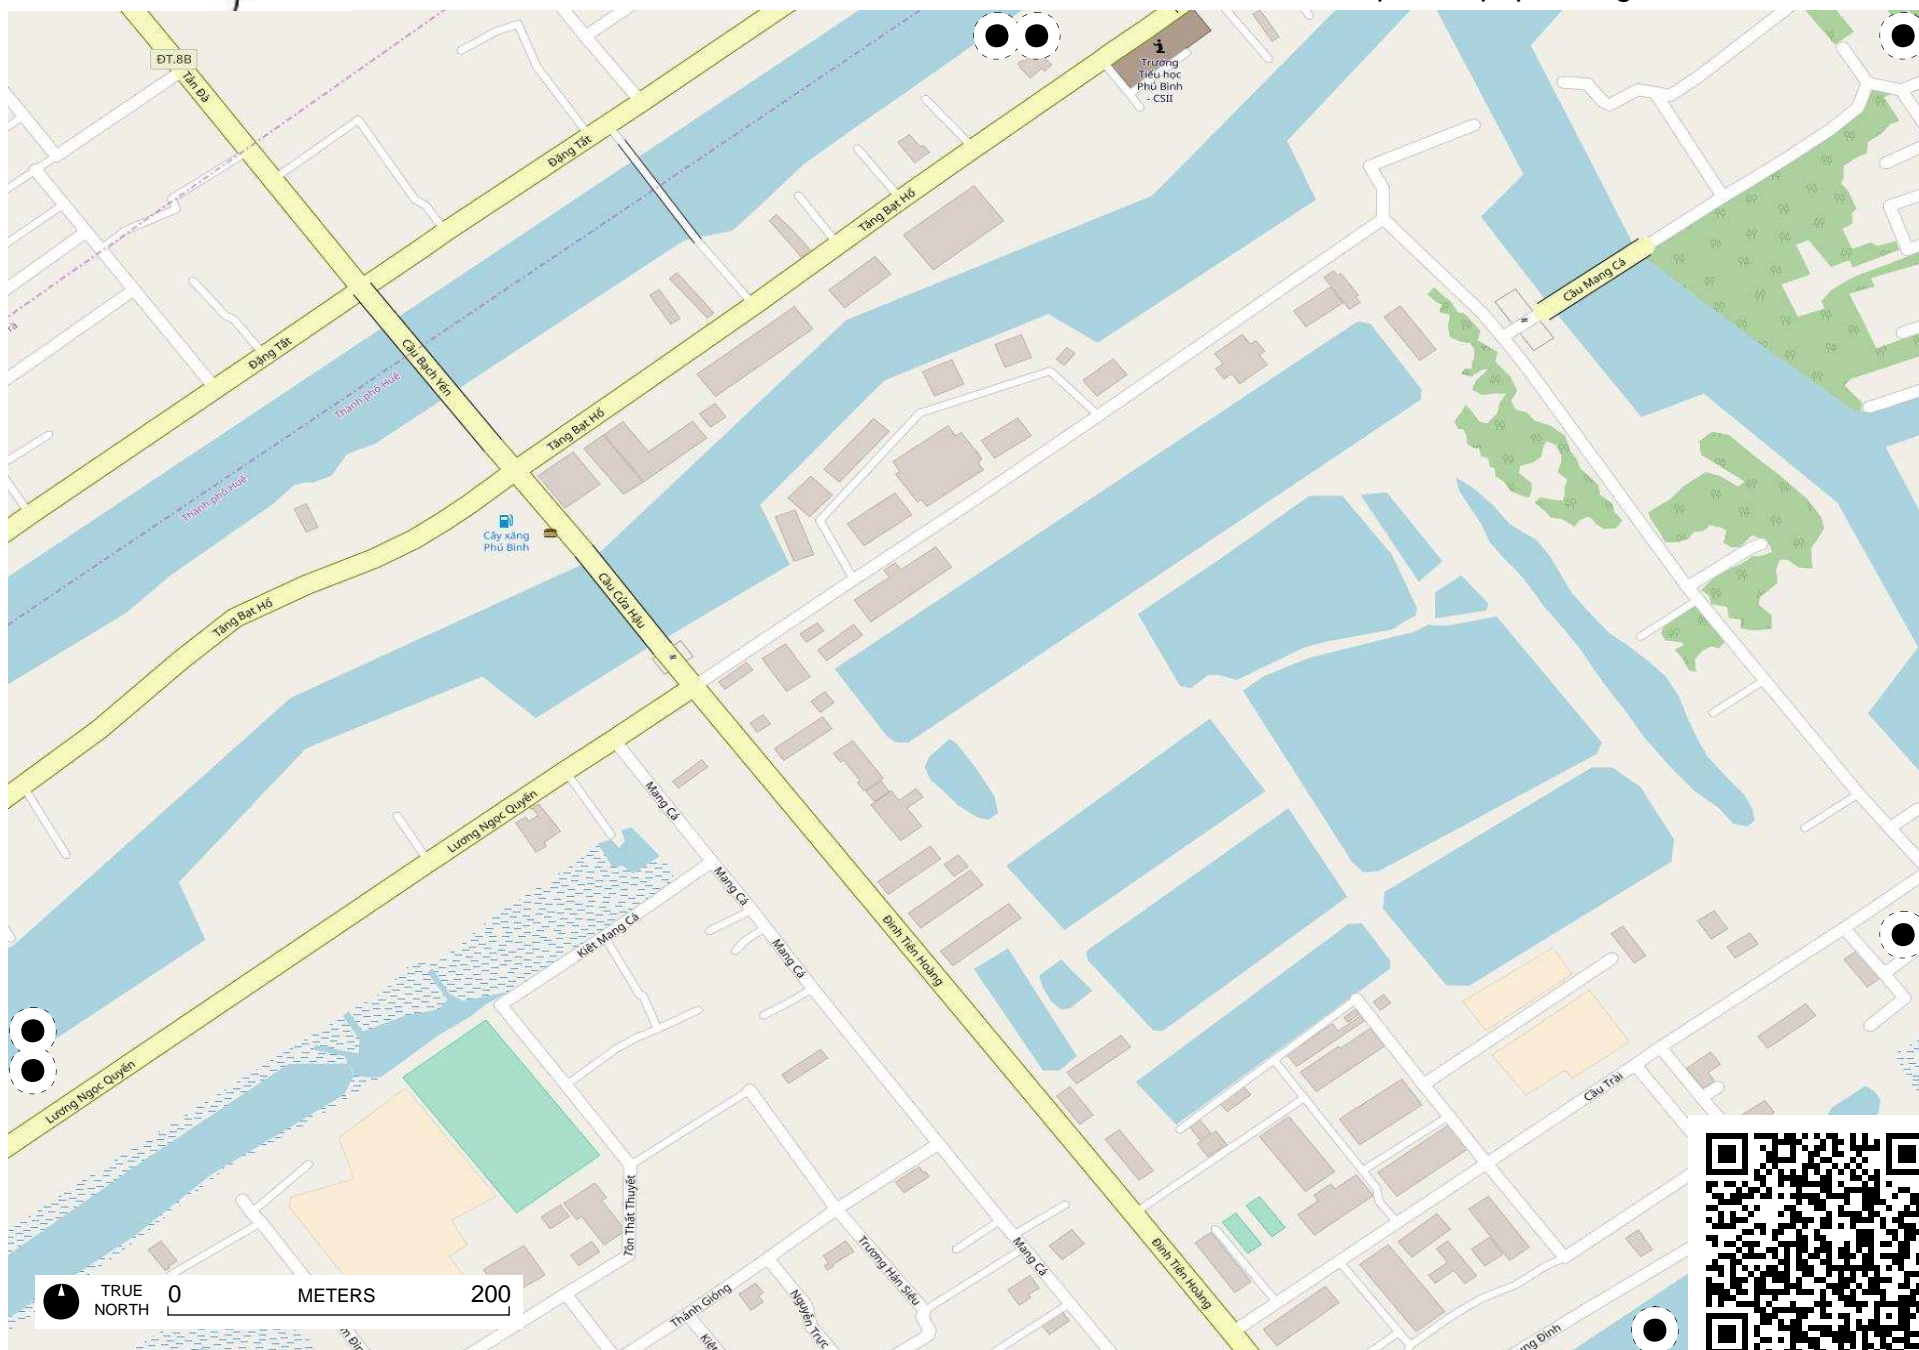 ĐT.8B
Tản Đà
Trường
Tiểu học
Phú Bình
- CSII
Đặng Tất
Tăng Bạt Hổ
Cầu Mang Cá
Đặng Tất
Cầu Bạch Yến
Thành phố Huế
Tăng Bạt Hổ
Thành phố Huế
Cây xăng
Phú Bình
Cầu Cửa Hậu
Tăng Bạt Hổ
Mang Cá
Lương Ngọc Quyến
Mang Cá
Kiệt Mang Cá
Mang Cá
Đinh Tiên Hoàng
Lương Ngọc Quyến
Cầu Trài
Tôn Thất Thuyết
Mang Cá
Trương Hán Siêu
Đinh Tiên Hoàng
Thánh Gióng
TRUE
NORTH
0 METERS 200